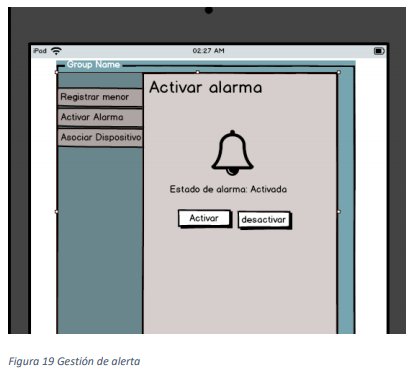 iPod 02:27 AM
Group Name
Activar alarma
Registrar menor
Activar Alarma
Asociar Dispositivo
Estado de alarma: Activada
Activar desactivar
Figura 19 Gestión de alerta